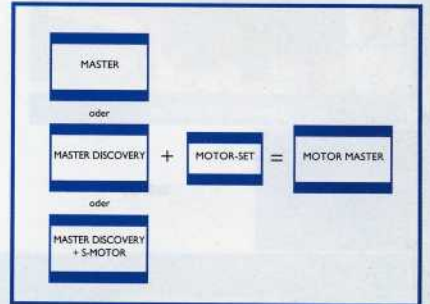 MASTER
oder
MASTER DISCOVERY + MOTOR-SET = MOTOR MASTER
oder
MASTER DISCOVERY
+ S-MOTOR